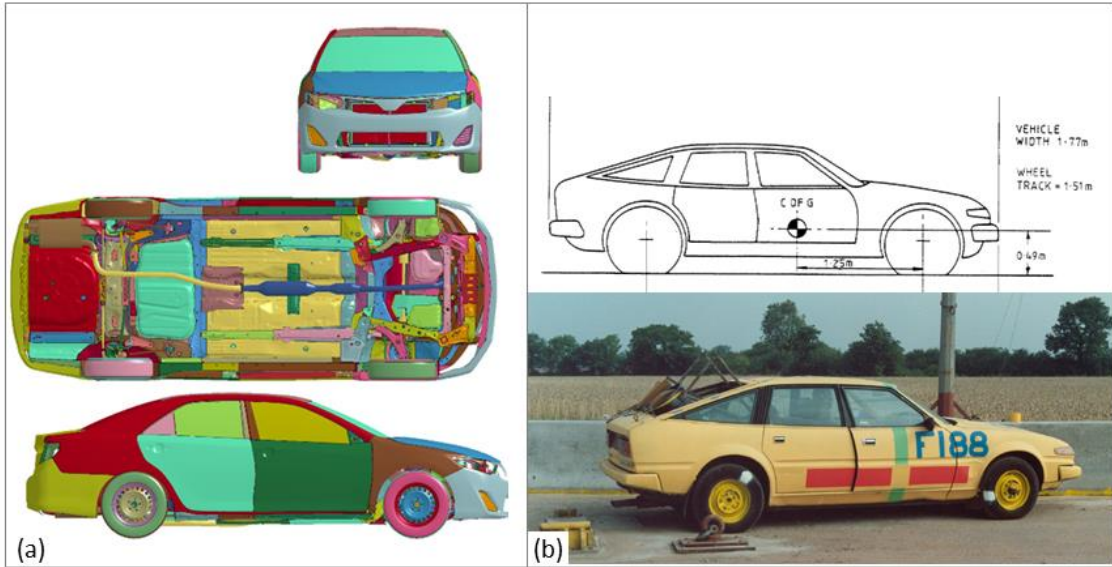 VEHICLE
WIDTH 1·77m
WHEEL
TRACK = 1·51m
C OF G
1·25m
0·49m
F188
(a)
(b)